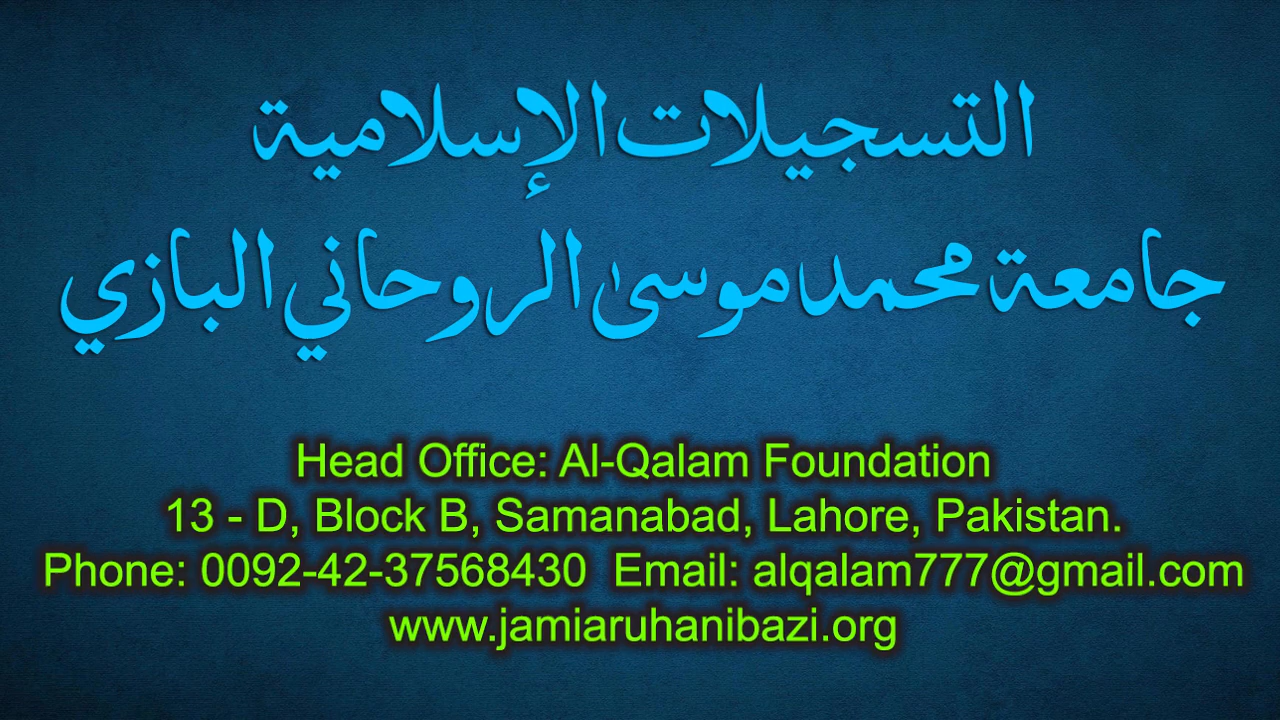 التسجيلات الإسلامية
جامعة محمد موسىٰ الروحاني البازي
Head Office: Al-Qalam Foundation
13 - D, Block B, Samanabad, Lahore, Pakistan.
Phone: 0092-42-37568430 Email: alqalam777@gmail.com
www.jamiaruhanibazi.org